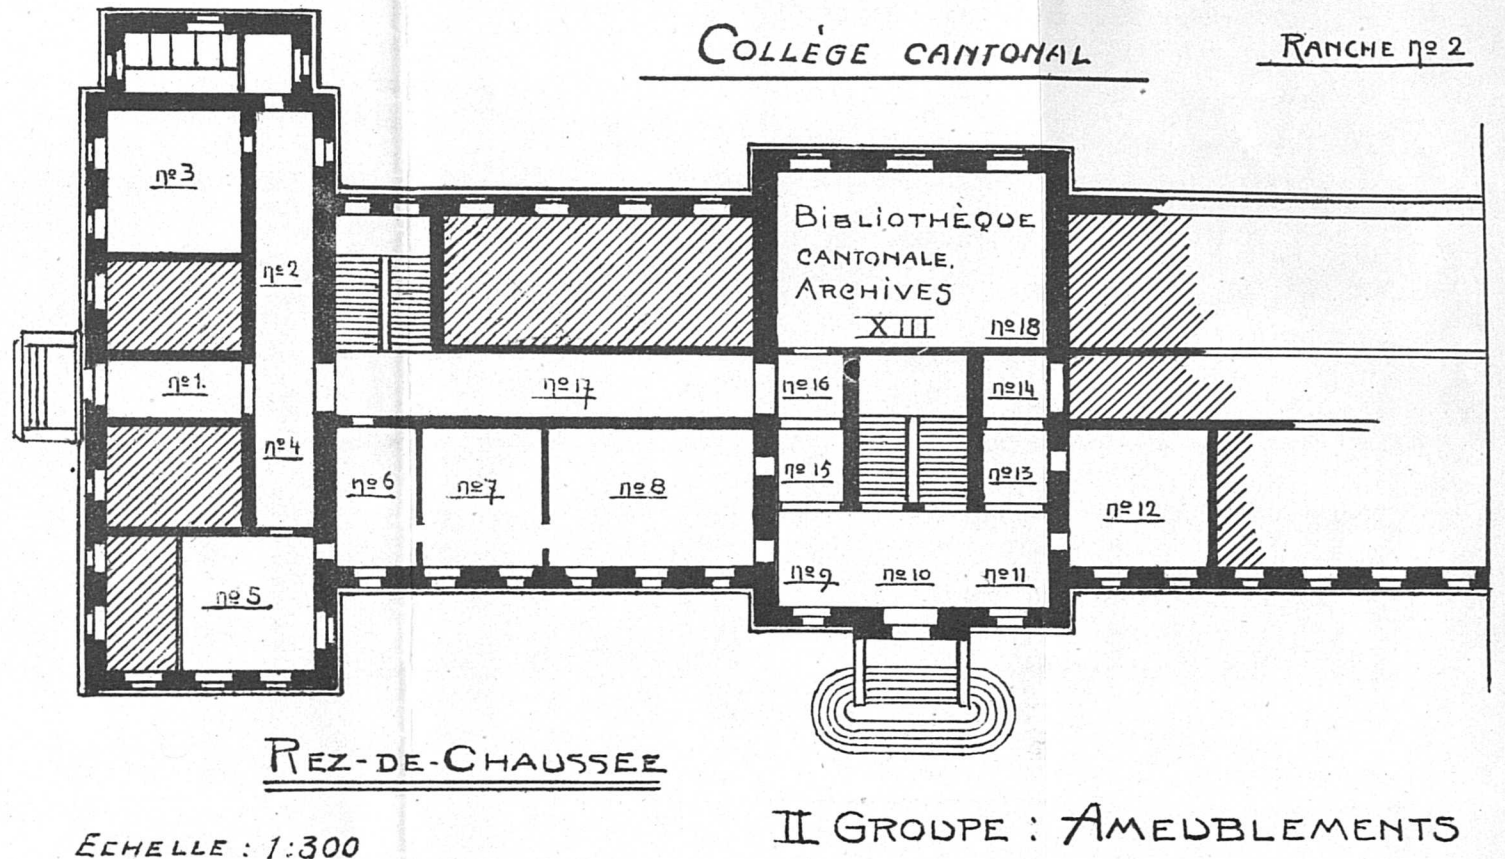 COLLÈGE CANTONAL
RANCHE nº 2
nº 3
BIBLIOTHÈQUE
CANTONALE.
ARCHIVES
XIII
nº 18
nº 2
nº 1.
nº 17
nº 16
nº 14
nº 4
nº 6
nº 7
nº 8
nº 15
nº 13
nº 12
nº 9
nº 10
nº 11
nº 5
REZ-DE-CHAUSSEE
II GROUPE : AMEUBLEMENTS
ECHELLE : 1:300